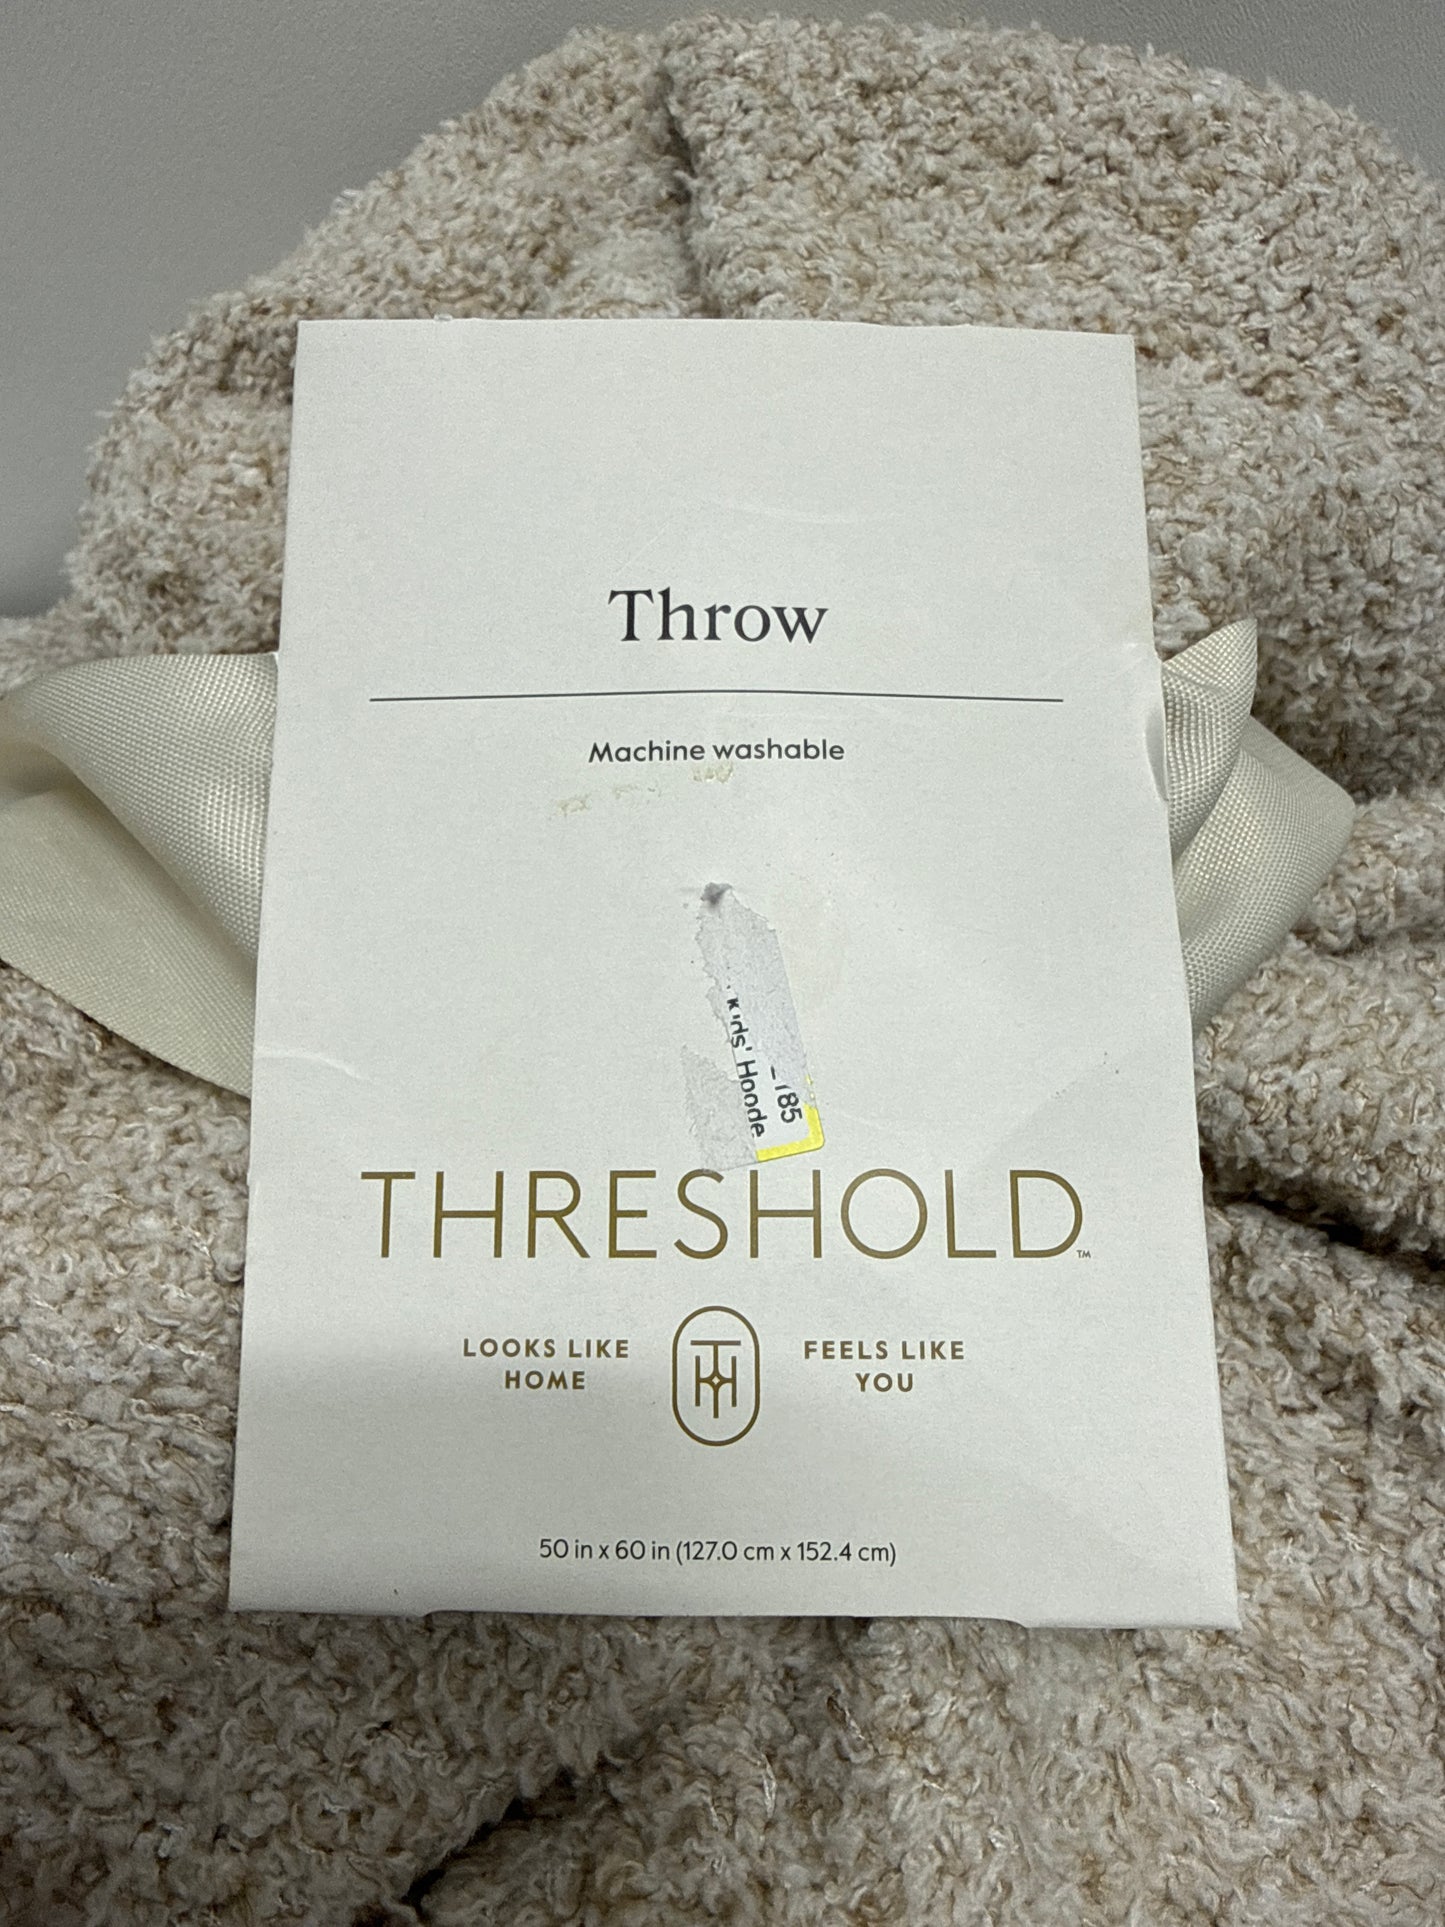 Throw
Machine washable
185
Kids' Hoode
THRESHOLD™
LOOKS LIKE
HOME
FEELS LIKE
YOU
50 in x 60 in (127.0 cm x 152.4 cm)